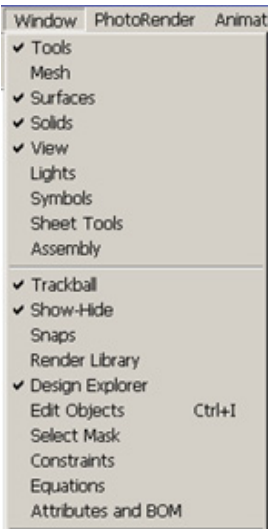 Window PhotoRender Animat
Tools
Mesh
Surfaces
Solids
View
Lights
Symbols
Sheet Tools
Assembly
Trackball
Show-Hide
Snaps
Render Library
Design Explorer
Edit Objects Ctrl+I
Select Mask
Constraints
Equations
Attributes and BOM